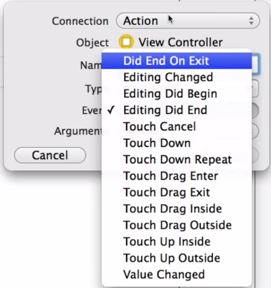 Connection Action
Object View Controller
Did End On Exit
Nam
Editing Changed
Editing Did Begin
Typ
Even ✓ Editing Did End
Touch Cancel
Argument
Touch Down
Cancel
Touch Down Repeat
Touch Drag Enter
Touch Drag Exit
Touch Drag Inside
Touch Drag Outside
Touch Up Inside
Touch Up Outside
Value Changed